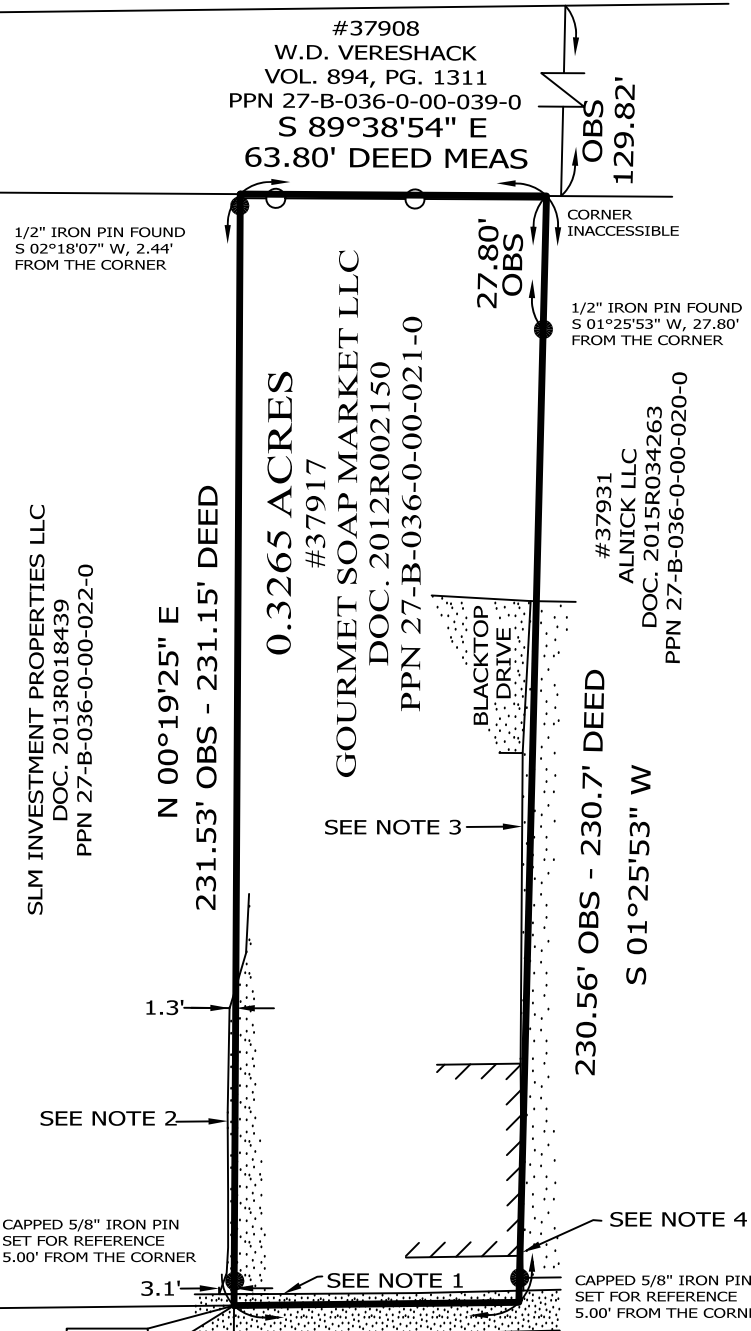 #37908
W.D. VERESHACK
VOL. 894, PG. 1311
PPN 27-B-036-0-00-039-0
S 89°38'54" E
63.80' DEED MEAS
OBS
129.82'
1/2" IRON PIN FOUND
S 02°18'07" W, 2.44'
FROM THE CORNER
CORNER
INACCESSIBLE
27.80'
OBS
1/2" IRON PIN FOUND
S 01°25'53" W, 27.80'
FROM THE CORNER
0.3265 ACRES
#37917
GOURMET SOAP MARKET LLC
DOC. 2012R002150
PPN 27-B-036-0-00-021-0
#37931
ALNICK LLC
DOC. 2015R034263
PPN 27-B-036-0-00-020-0
SLM INVESTMENT PROPERTIES LLC
DOC. 2013R018439
PPN 27-B-036-0-00-022-0
N 00°19'25" E
231.53' OBS - 231.15' DEED
BLACKTOP
DRIVE
230.56' OBS - 230.7' DEED
S 01°25'53" W
SEE NOTE 3
1.3'
SEE NOTE 2
CAPPED 5/8" IRON PIN
SET FOR REFERENCE
5.00' FROM THE CORNER
SEE NOTE 4
3.1'
SEE NOTE 1
CAPPED 5/8" IRON PIN
SET FOR REFERENCE
5.00' FROM THE CORN